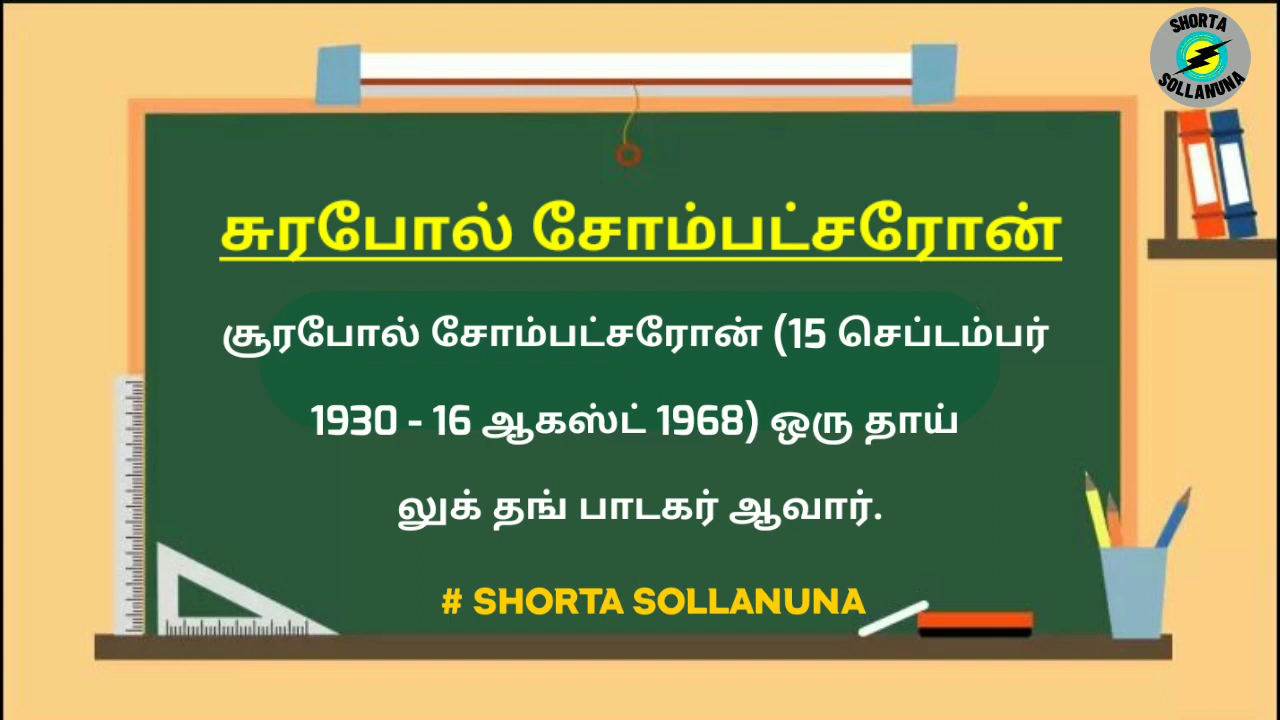 SHORTA
SOLLANUNA
சுரபோல் சோம்பட்சரோன்
சூரபோல் சோம்பட்சரோன் (15 செப்டம்பர்
1930 - 16 ஆகஸ்ட் 1968) ஒரு தாய்
லுக் தங் பாடகர் ஆவார்.
# SHORTA SOLLANUNA